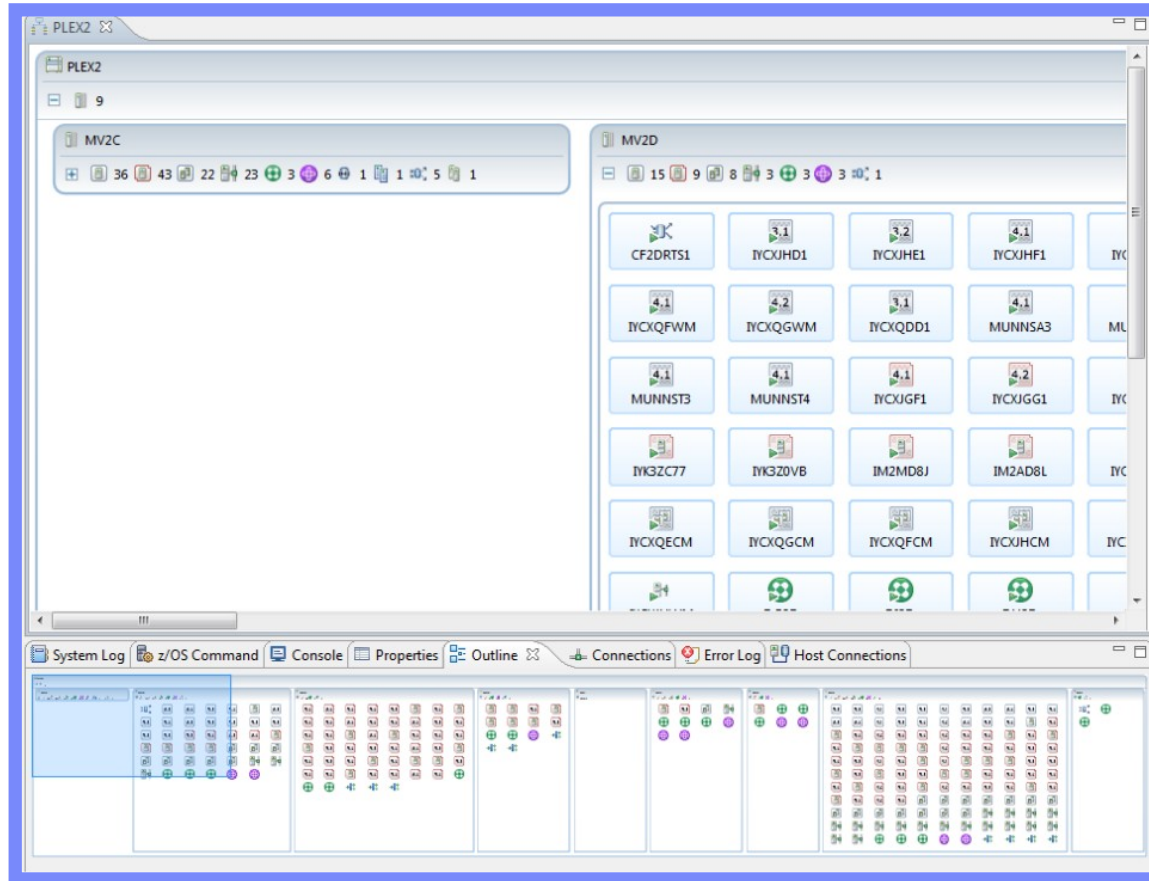 PLEX2
PLEX2
9
MV2C
36 43 22 23 3 6 1 1 5 1
MV2D
15 9 8 3 3 3 1
CF2DRTS1
3.1 IYCXJHD1
3.2 IYCXJHE1
4.1 IYCXJHF1
4.1 IYCXQFWM
4.2 IYCXQGWM
3.1 IYCXQDD1
4.1 MUNNSA3
4.1 MUNNST3
4.1 MUNNST4
4.1 IYCXJGF1
4.2 IYCXJGG1
IYK3ZC77
IYK3Z0VB
IM2MD8J
IM2AD8L
IYCXQECM
IYCXQGCM
IYCXQFCM
IYCXJHCM
System Log z/OS Command Console Properties Outline Connections Error Log Host Connections